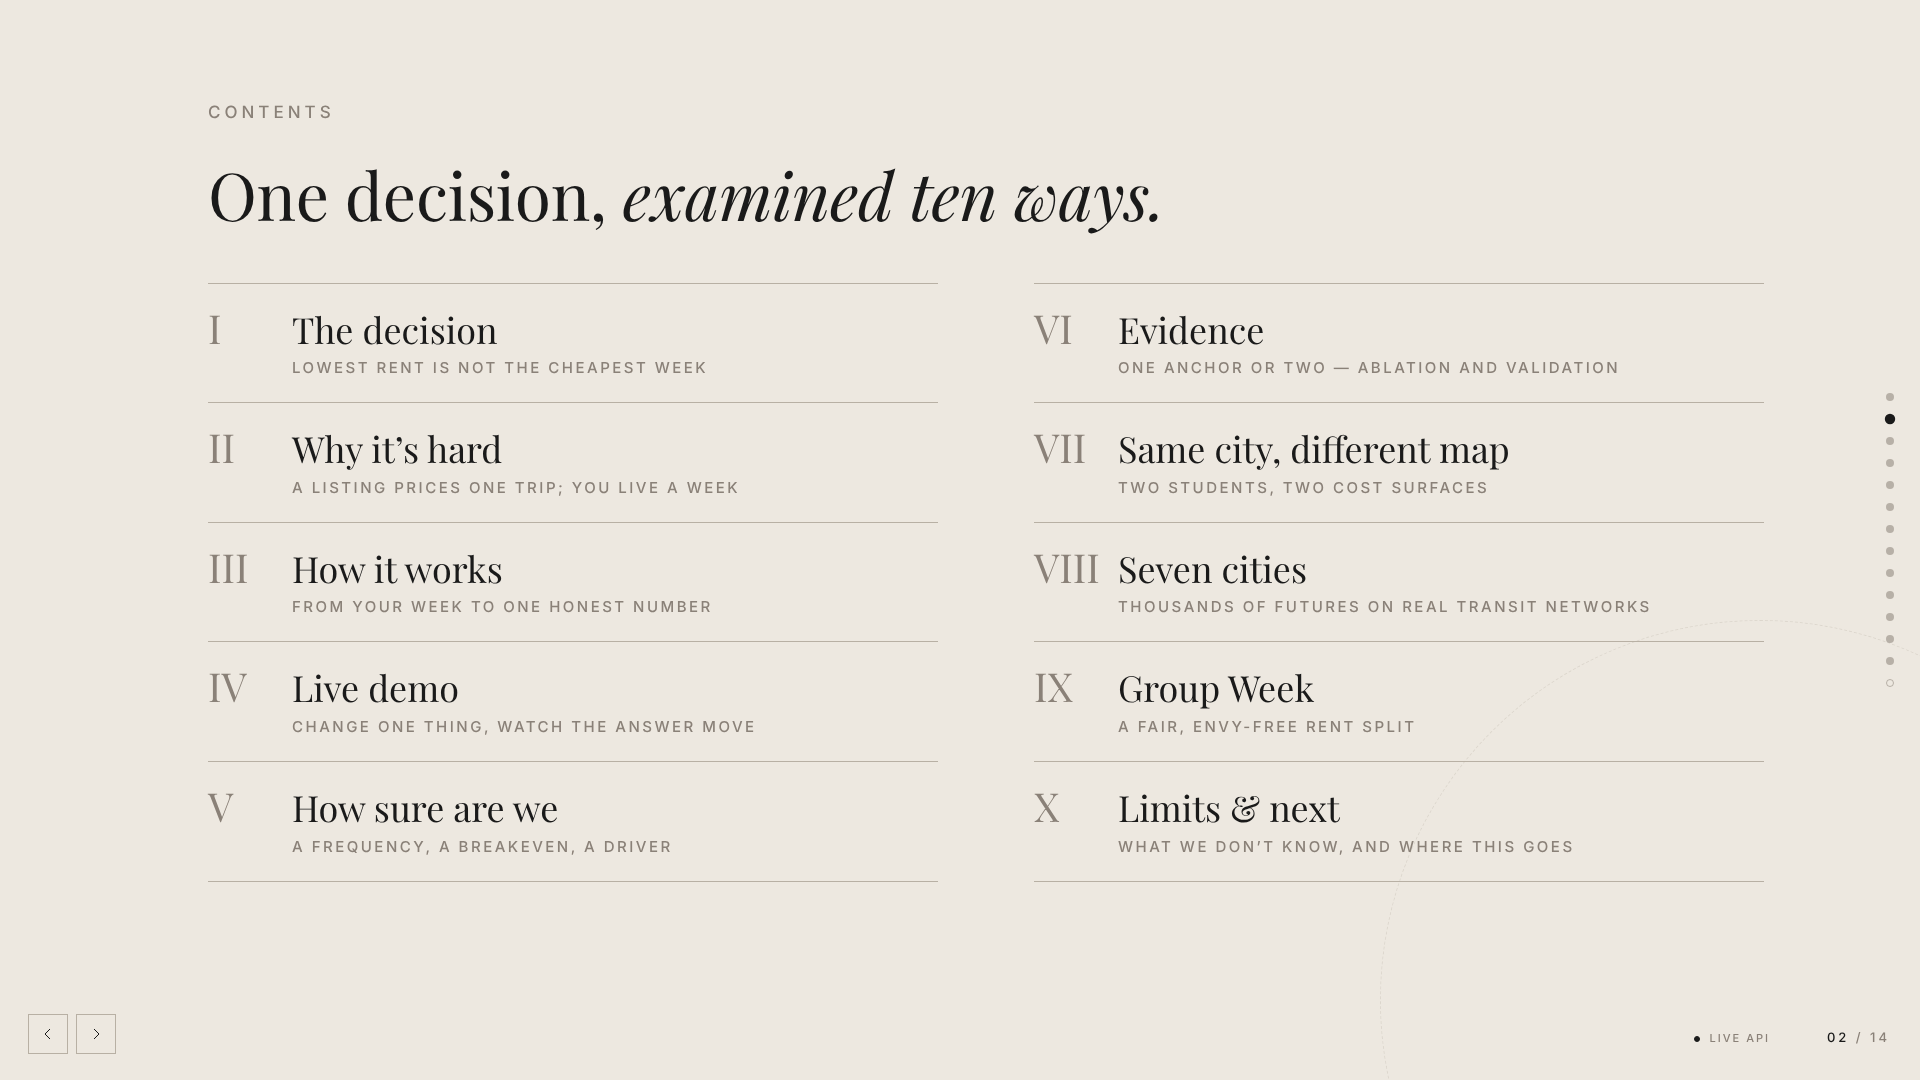 CONTENTS
One decision, examined ten ways.
I
The decision
LOWEST RENT IS NOT THE CHEAPEST WEEK
II
Why it’s hard
A LISTING PRICES ONE TRIP; YOU LIVE A WEEK
III
How it works
FROM YOUR WEEK TO ONE HONEST NUMBER
IV
Live demo
CHANGE ONE THING, WATCH THE ANSWER MOVE
V
How sure are we
A FREQUENCY, A BREAKEVEN, A DRIVER
VI
Evidence
ONE ANCHOR OR TWO — ABLATION AND VALIDATION
VII
Same city, different map
TWO STUDENTS, TWO COST SURFACES
VIII
Seven cities
THOUSANDS OF FUTURES ON REAL TRANSIT NETWORKS
IX
Group Week
A FAIR, ENVY-FREE RENT SPLIT
X
Limits & next
WHAT WE DON’T KNOW, AND WHERE THIS GOES
LIVE API
02 / 14